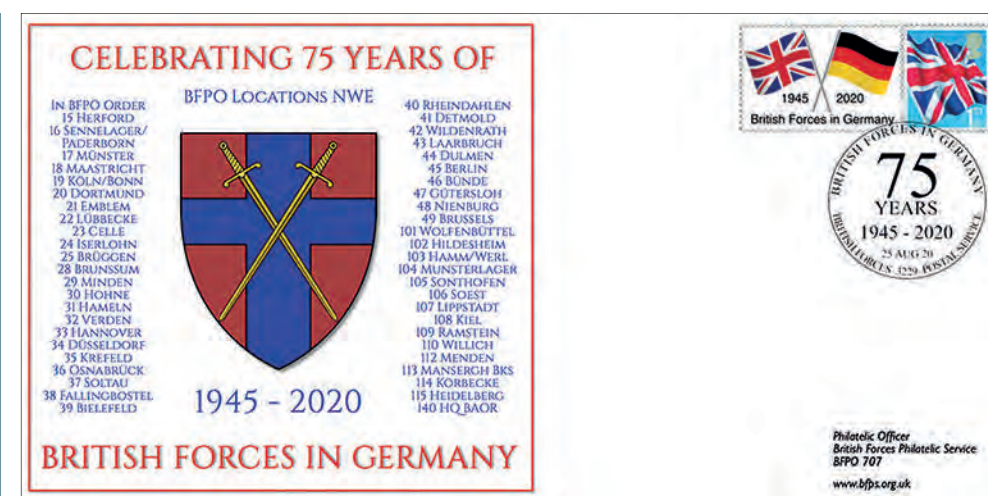 CELEBRATING 75 YEARS OF
BFPO LOCATIONS NWE
IN BFPO ORDER
15 HERFORD
16 SENNELAGER/
PADERBORN
17 MÜNSTER
18 MAASTRICHT
19 KÖLN/BONN
20 DORTMUND
21 EMBLEM
22 LÜBBECKE
23 CELLE
24 ISERLOHN
25 BRÜGGEN
28 BRUNSSUM
29 MINDEN
30 HOHNE
31 HAMELN
32 VERDEN
33 HANNOVER
34 DÜSSELDORF
35 KREFELD
36 OSNABRÜCK
37 SOLTAU
38 FALLINGBOSTEL
39 BIELEFELD
40 RHEINDAHLEN
41 DETMOLD
42 WILDENRATH
43 LAARBRUCH
44 DULMEN
45 BERLIN
46 BÜNDE
47 GÜTERSLOH
48 NIENBURG
49 BRUSSELS
101 WOLFENBÜTTEL
102 HILDESHEIM
103 HAMM/WERL
104 MUNSTERLAGER
105 SONTHOFEN
106 SOEST
107 LIPPSTADT
108 KIEL
109 RAMSTEIN
110 WILLICH
112 MENDEN
113 MANSERGH BKS
114 KÖRBECKE
115 HEIDELBERG
140 HQ BAOR
1945 - 2020
BRITISH FORCES IN GERMANY
1945 2020
British Forces in Germany
BRITISH FORCES IN GERMANY
75
YEARS
1945 - 2020
25 AUG 20
BRITISH FORCES 3229 POSTAL SERVICE
Philatelic Officer
British Forces Philatelic Service
BFPO 707
www.bfps.org.uk